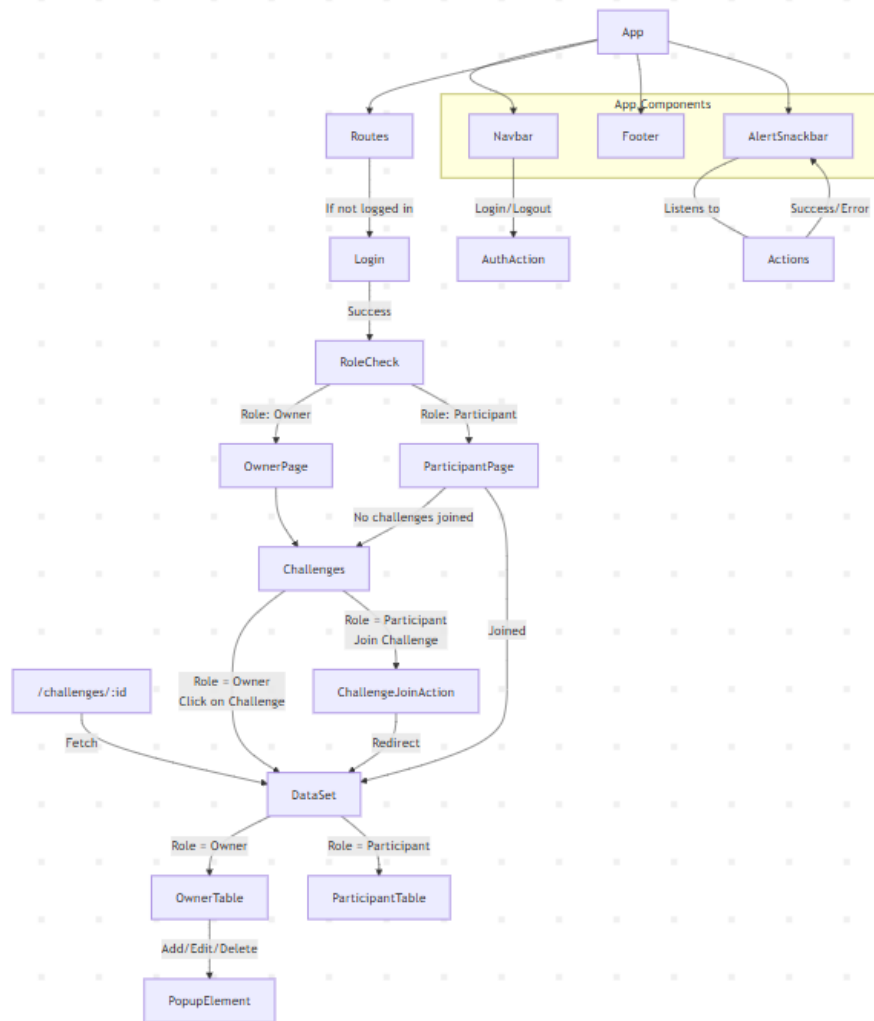 App
App Components
Routes
Navbar
Footer
AlertSnackbar
If not logged in
Login/Logout
Listens to
Success/Error
Login
AuthAction
Actions
Success
RoleCheck
Role: Owner
Role: Participant
OwnerPage
ParticipantPage
No challenges joined
Challenges
Role = Participant
Join Challenge
Joined
Role = Owner
Click on Challenge
/challenges/:id
ChallengeJoinAction
Fetch
Redirect
DataSet
Role = Owner
Role = Participant
OwnerTable
ParticipantTable
Add/Edit/Delete
PopupElement